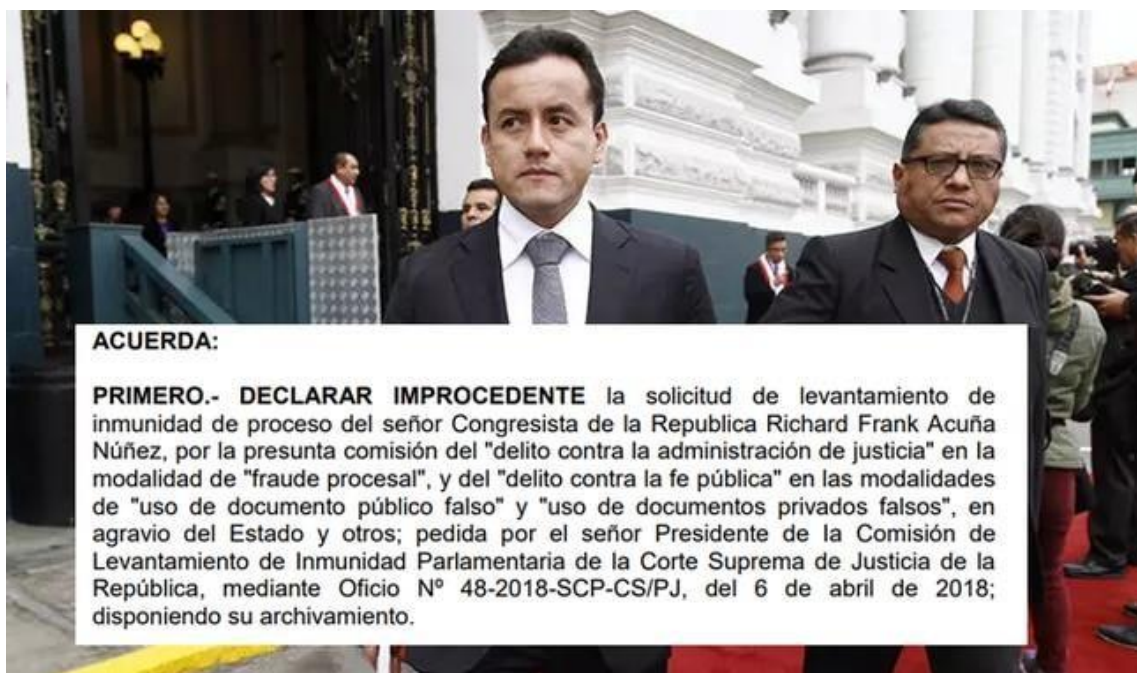 ACUERDA:
PRIMERO.- DECLARAR IMPROCEDENTE la solicitud de levantamiento de
inmunidad de proceso del señor Congresista de la Republica Richard Frank Acuña
Núñez, por la presunta comisión del "delito contra la administración de justicia" en la
modalidad de "fraude procesal", y del "delito contra la fe pública" en las modalidades
de "uso de documento público falso" y "uso de documentos privados falsos", en
agravio del Estado y otros; pedida por el señor Presidente de la Comisión de
Levantamiento de Inmunidad Parlamentaria de la Corte Suprema de Justicia de la
República, mediante Oficio Nº 48-2018-SCP-CS/PJ, del 6 de abril de 2018;
disponiendo su archivamiento.